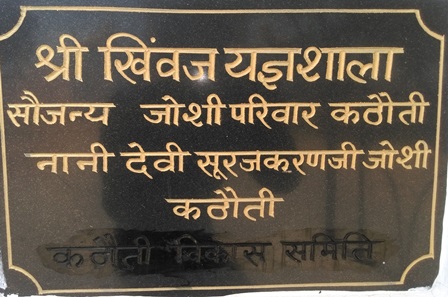 श्री खिंवज यज्ञशाला
सौजन्य जोशी परिवार कठौती
नानी देवी सूरजकरणजी जोशी
कठौती
कठौती विकास समिति